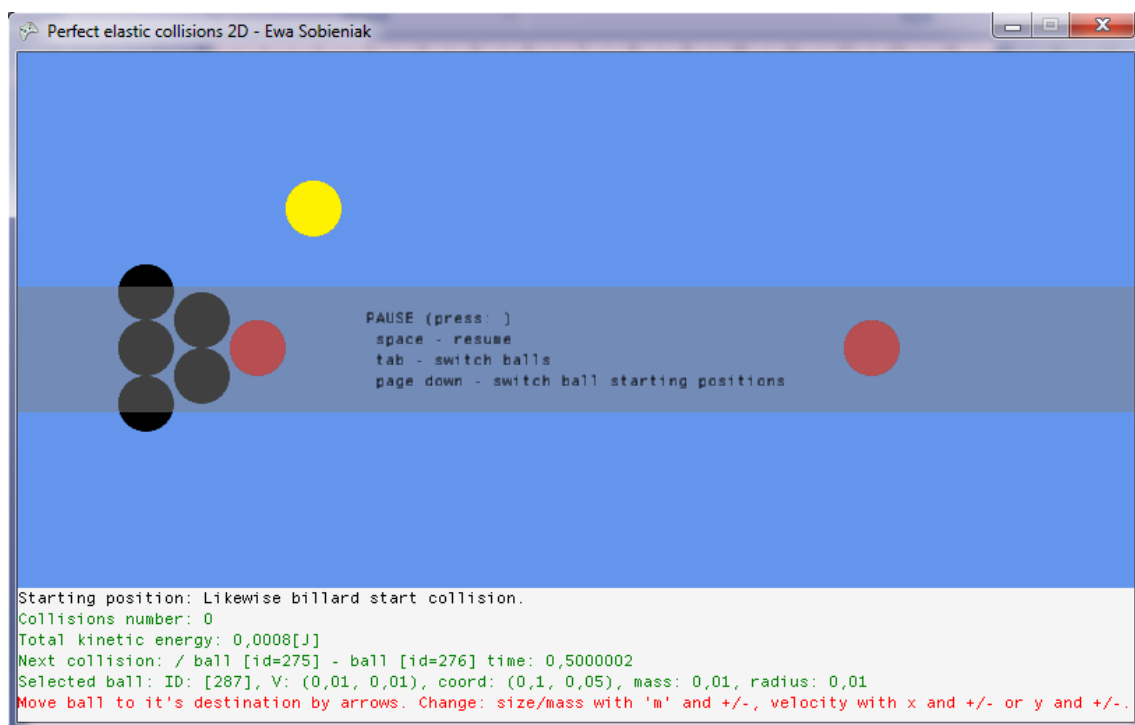 Perfect elastic collisions 2D - Ewa Sobieniak
PAUSE (press: )
space - resume
tab - switch balls
page down - switch ball starting positions
Starting position: Likewise billard start collision.
Collisions number: 0
Total kinetic energy: 0,0008[J]
Next collision: / ball [id=275] - ball [id=276] time: 0,5000002
Selected ball: ID: [287], V: (0,01, 0,01), coord: (0,1, 0,05), mass: 0,01, radius: 0,01
Move ball to it's destination by arrows. Change: size/mass with 'm' and +/-, velocity with x and +/- or y and +/-.